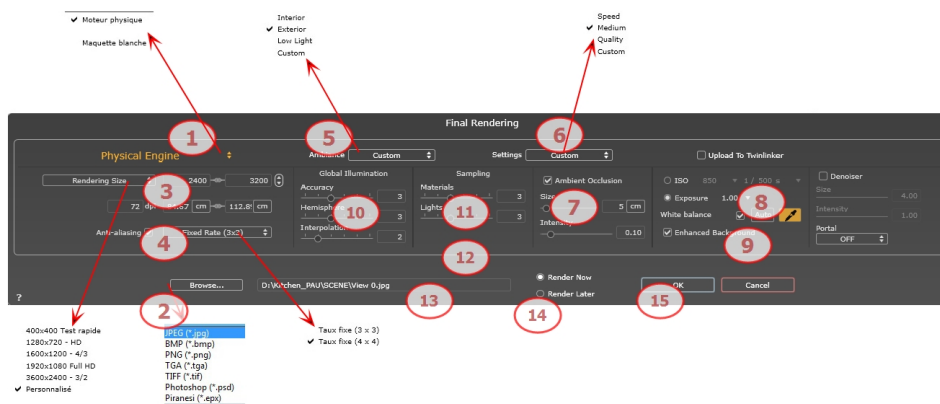 Moteur physique
Maquette blanche
Interior
Exterior
Low Light
Custom
Speed
Medium
Quality
Custom
Final Rendering
1
5
6
Physical Engine
Ambiance
Custom
Settings
Custom
Upload To Twinlinker
Rendering Size
2400
3200
3
72
cm
112.89
cm
Anti-aliasing
Fixed Rate (3x2)
4
Global Illumination
Accuracy
3
3
Interpolation
2
10
Sampling
Materials
3
Lights
3
11
12
Ambient Occlusion
5 cm
Intensity
0.10
7
ISO
850
1 / 500 s
Exposure
1.00
8
White balance
Auto
Enhanced Background
9
Denoiser
Size
4.00
Intensity
1.00
Portal
OFF
Browse...
D:\Kitchen_PAU\SCENE\View 0.jpg
Render Now
Render Later
OK
Cancel
?
2
13
14
15
400x400 Test rapide
1280x720 - HD
1600x1200 - 4/3
1920x1080 Full HD
3600x2400 - 3/2
Personnalisé
JPEG (*.jpg)
BMP (*.bmp)
PNG (*.png)
TGA (*.tga)
TIFF (*.tif)
Photoshop (*.psd)
Piranesi (*.epx)
Taux fixe (3 x 3)
Taux fixe (4 x 4)